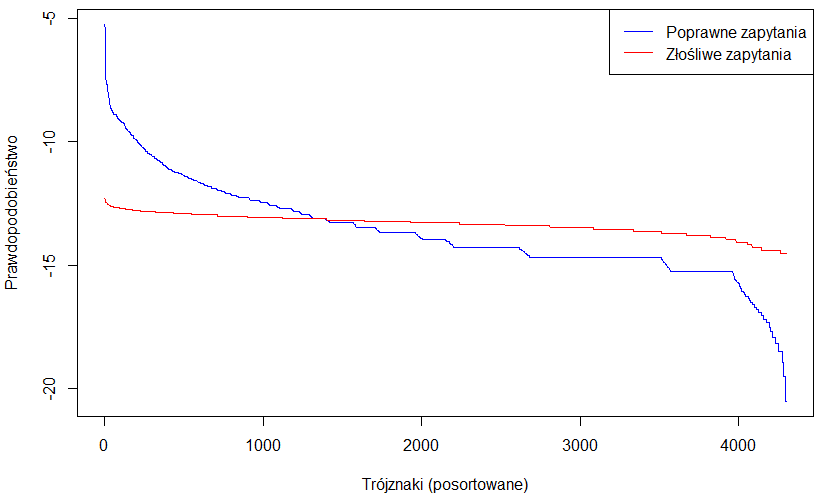 Poprawne zapytania
Złośliwe zapytania
Prawdopodobieństwo
-5
-10
-15
-20
0 1000 2000 3000 4000
Trójznaki (posortowane)